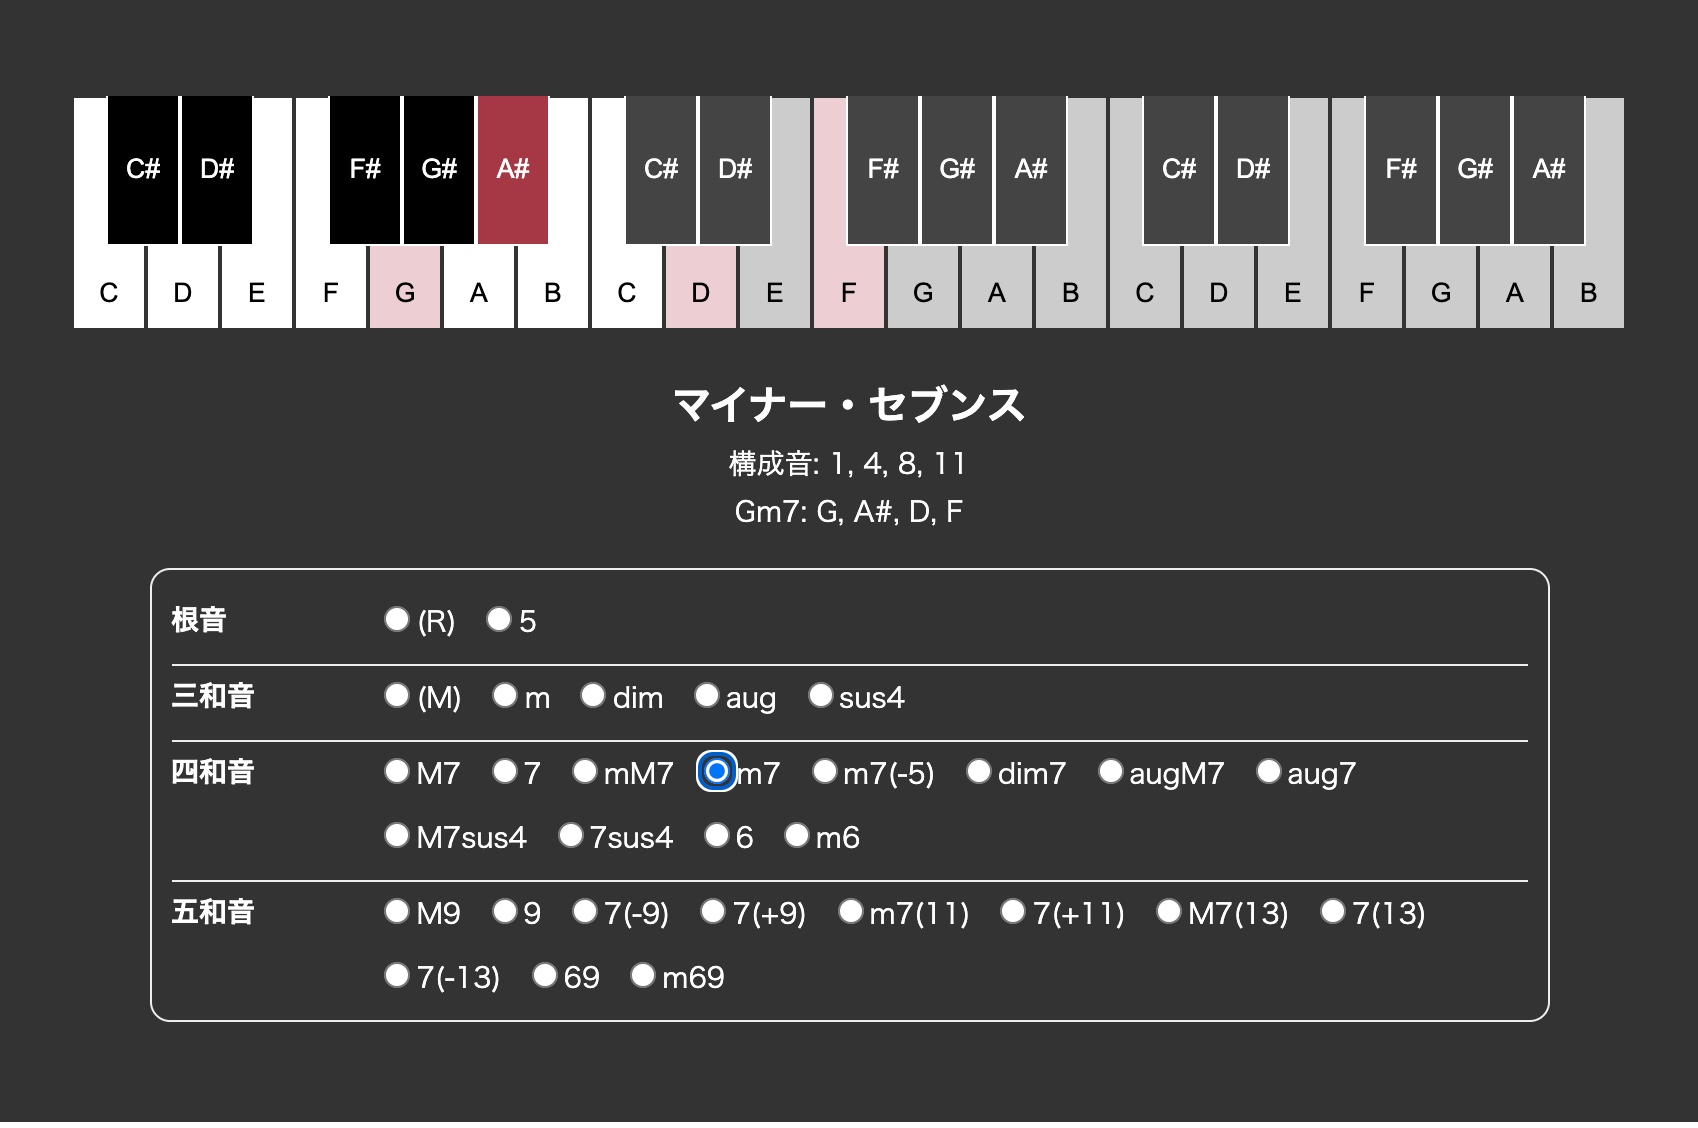 C# D# F# G# A# C# D# F# G# A# C# D# F# G# A#
C D E F G A B C D E F G A B C D E F G A B
マイナー・セブンス
構成音: 1, 4, 8, 11
Gm7: G, A#, D, F
根音 (R) 5
三和音 (M) m dim aug sus4
四和音 M7 7 mM7 m7 m7(-5) dim7 augM7 aug7
M7sus4 7sus4 6 m6
五和音 M9 9 7(-9) 7(+9) m7(11) 7(+11) M7(13) 7(13)
7(-13) 69 m69